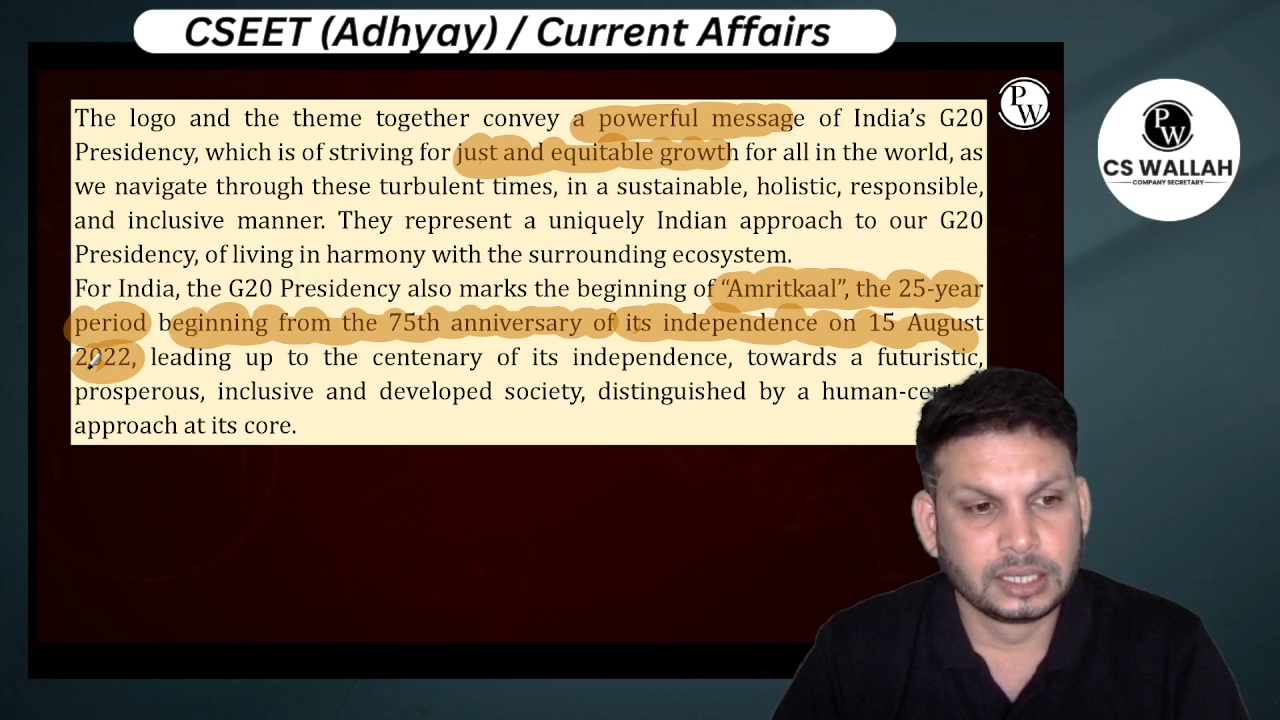 CSEET (Adhyay) / Current Affairs
The logo and the theme together convey a powerful message of India's G20
Presidency, which is of striving for just and equitable growth for all in the world, as
we navigate through these turbulent times, in a sustainable, holistic, responsible,
and inclusive manner. They represent a uniquely Indian approach to our G20
Presidency, of living in harmony with the surrounding ecosystem.
For India, the G20 Presidency also marks the beginning of “Amritkaal”, the 25-year
period beginning from the 75th anniversary of its independence on 15 August
2022, leading up to the centenary of its independence, towards a futuristic,
prosperous, inclusive and developed society, distinguished by a
approach at its core.
PW
PW
CS WALLAH
COMPANY SECRETARY